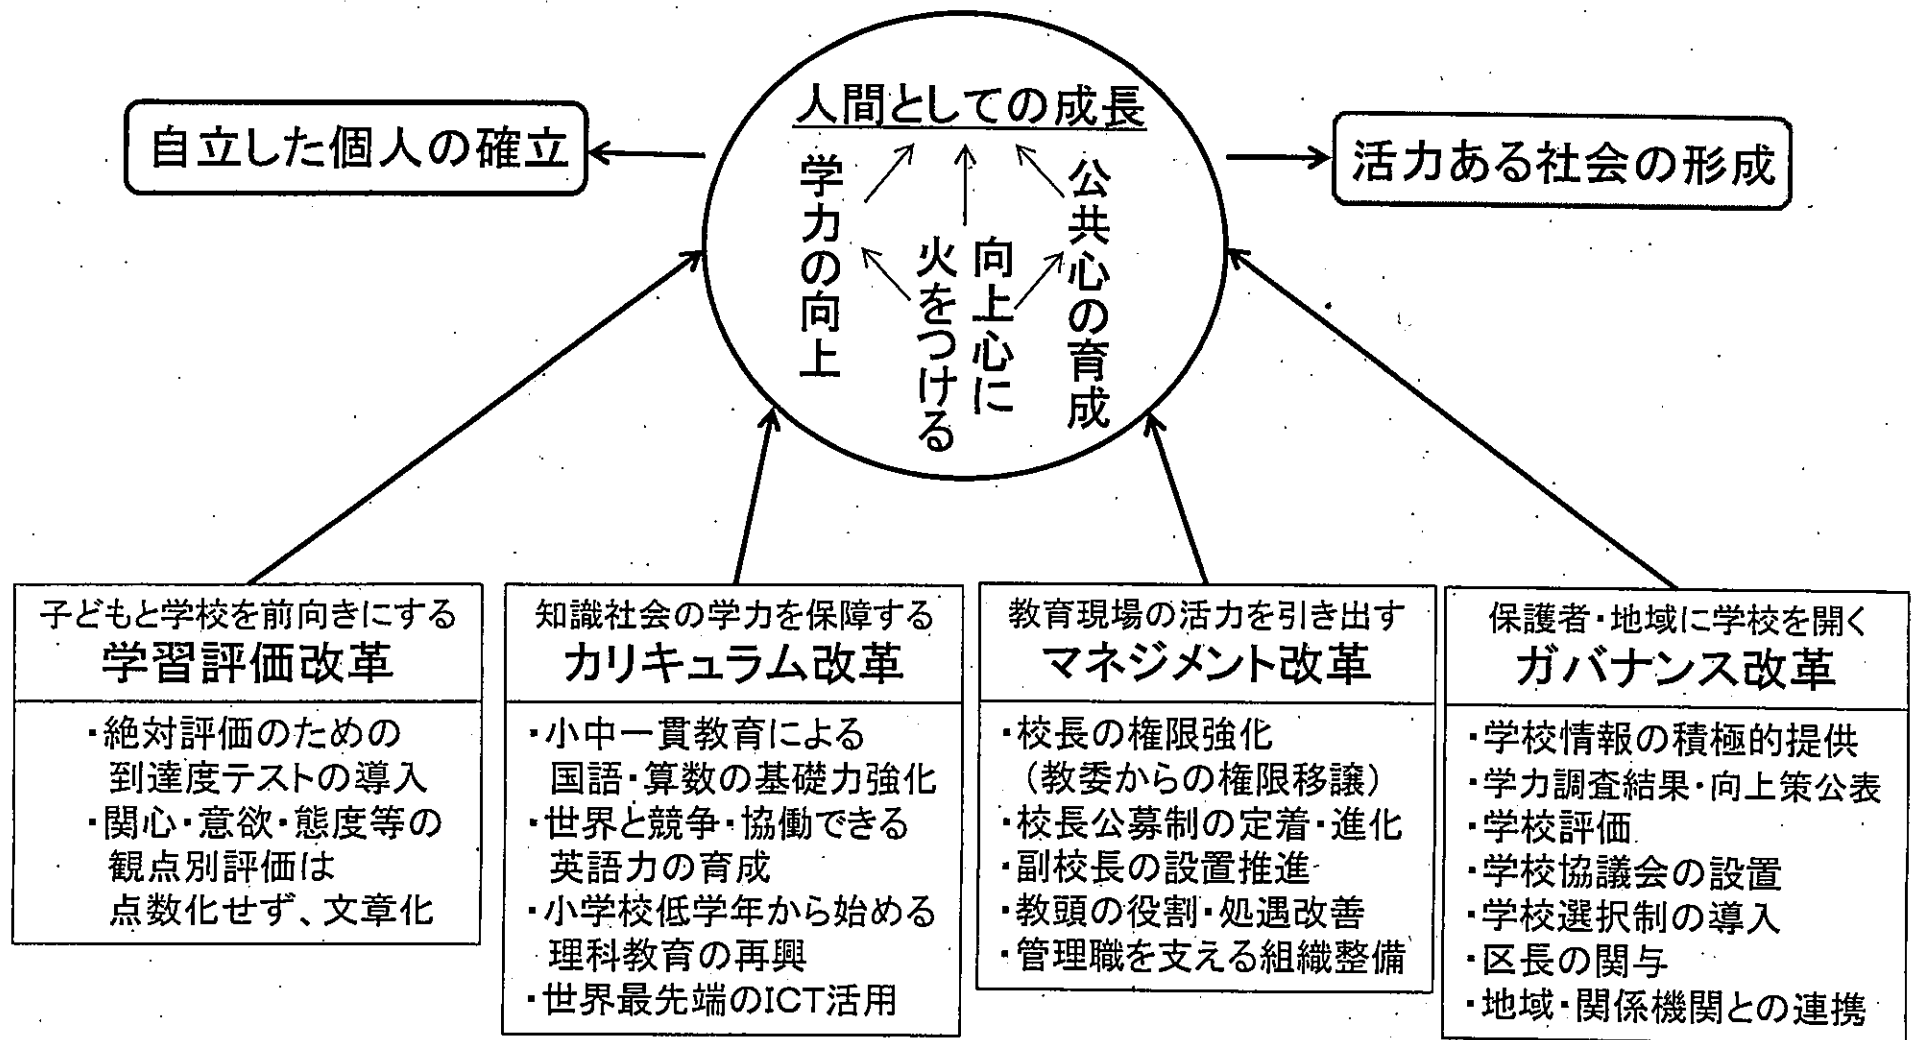 人間としての成長
自立した個人の確立
活力ある社会の形成
学力の向上
向上心に
火をつける
公共心の育成
子どもと学校を前向きにする
学習評価改革
・絶対評価のための
到達度テストの導入
・関心・意欲・態度等の
観点別評価は
点数化せず、文章化
知識社会の学力を保障する
カリキュラム改革
・小中一貫教育による
国語・算数の基礎力強化
・世界と競争・協働できる
英語力の育成
・小学校低学年から始める
理科教育の再興
・世界最先端のICT活用
教育現場の活力を引き出す
マネジメント改革
・校長の権限強化
（教委からの権限移譲）
・校長公募制の定着・進化
・副校長の設置推進
・教頭の役割・処遇改善
・管理職を支える組織整備
保護者・地域に学校を開く
ガバナンス改革
・学校情報の積極的提供
・学力調査結果・向上策公表
・学校評価
・学校協議会の設置
・学校選択制の導入
・区長の関与
・地域・関係機関との連携